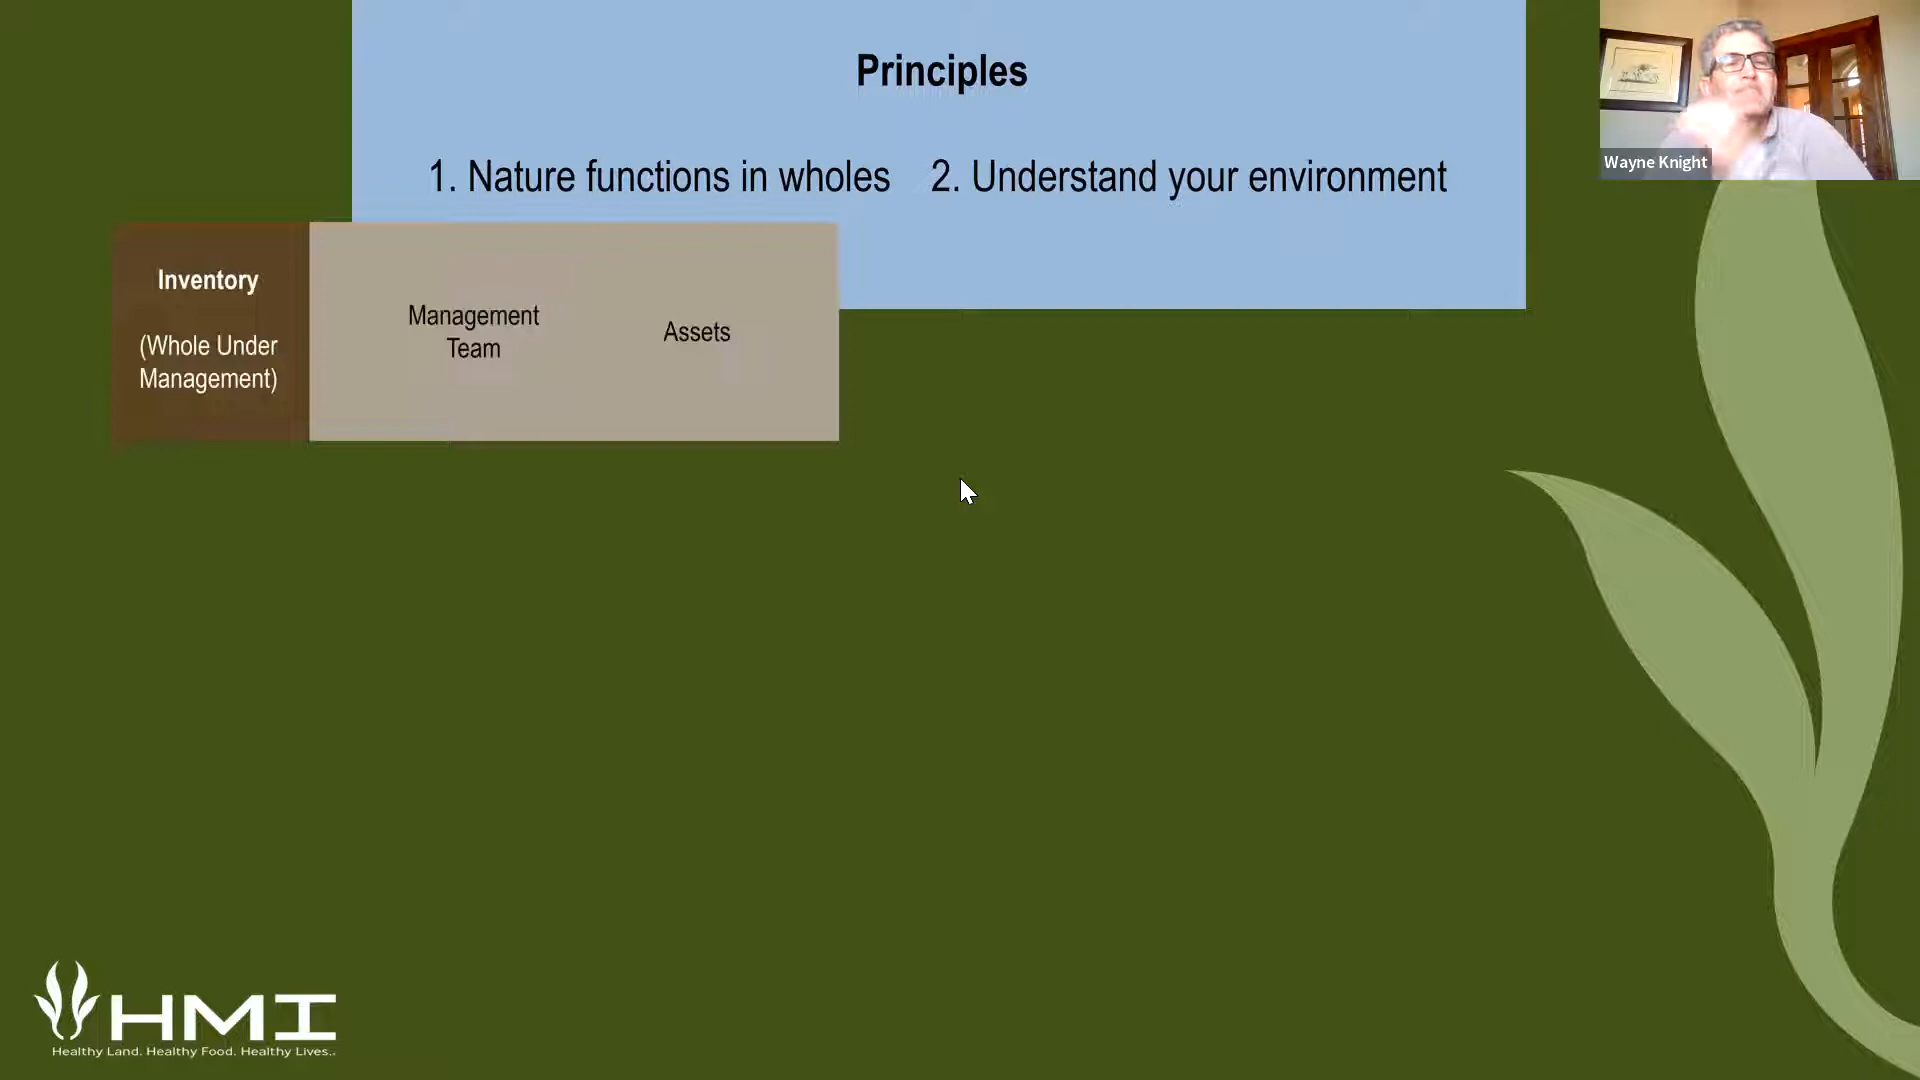 Principles
1. Nature functions in wholes 2. Understand your environment
Wayne Knight
Inventory
(Whole Under
Management)
Management
Team
Assets
HMI
Healthy Land. Healthy Food. Healthy Lives..